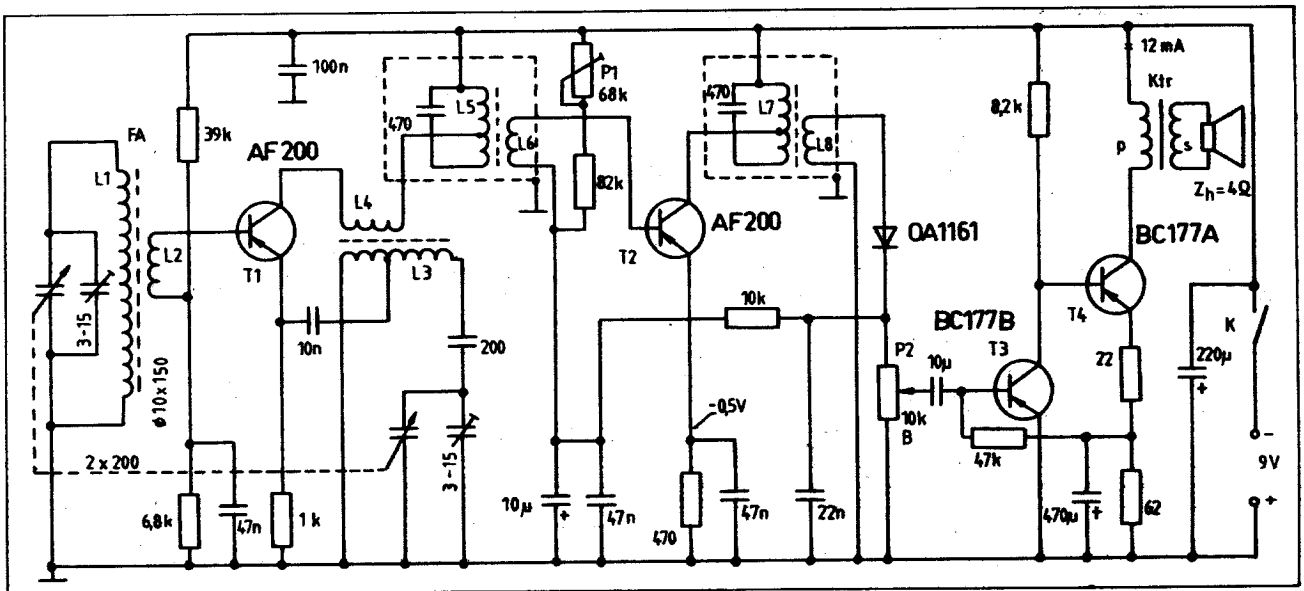 100n
39k
FA
L1
L2
3-15
ø10x150
2 x 200
6,8k
47n
AF200
T1
10n
1k
L4
L3
200
3-15
470
L5
L6
P1
68k
82k
10µ
+
47n
T2
AF200
-0,5V
470
47n
470
L7
L8
OA1161
10k
22n
P2
10k
B
10µ
BC177B
T3
47k
8,2k
12mA
Ktr
p
s
Zh=4Ω
BC177A
T4
22
470µ
+
62
220µ
+
K
-
9V
+